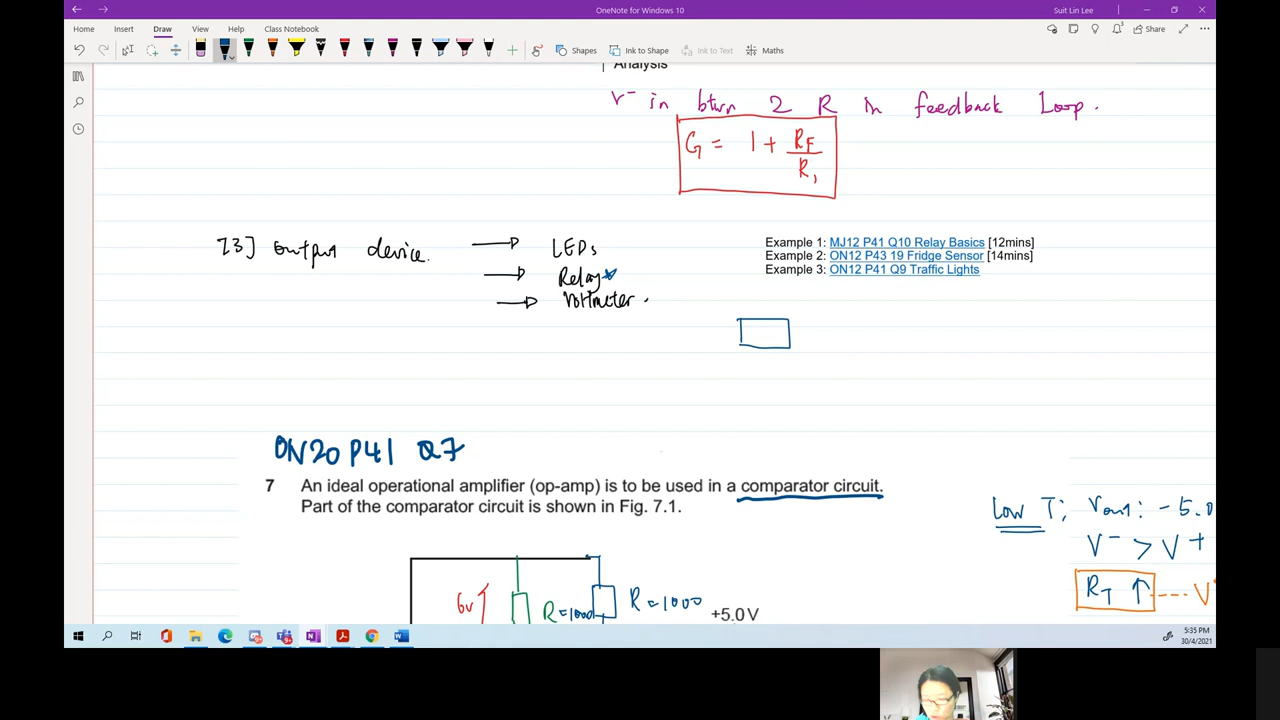 OneNote for Windows 10
Suit Lin Lee
Home Insert Draw View Help Class Notebook
Shapes Ink to Shape Ink to Text Maths
Share
Analysis
V- in btwn 2 R in feedback Loop.
G = 1 + RF/R1
[3] output device. → LEDs
→ Relay
→ Voltmeter.
Example 1: MJ12 P41 Q10 Relay Basics [12mins]
Example 2: ON12 P43 19 Fridge Sensor [14mins]
Example 3: ON12 P41 Q9 Traffic Lights
ON20 P41 Q7
7 An ideal operational amplifier (op-amp) is to be used in a comparator circuit.
Part of the comparator circuit is shown in Fig. 7.1.
Low T; Vout: -5.0
V- > V+
RT ↑ ---- V
6V R=1000 R=1000
+5.0 V
5:35 PM
30/4/2021